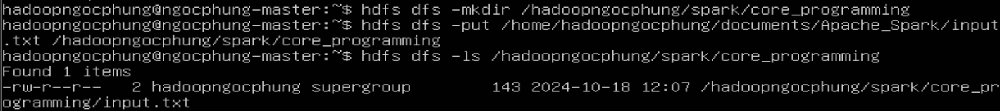 hadoopngocphung@ngocphung-master:~$ hdfs dfs -mkdir /hadoopngocphung/spark/core_programming
hadoopngocphung@ngocphung-master:~$ hdfs dfs -put /home/hadoopngocphung/documents/Apache_Spark/input
.txt /hadoopngocphung/spark/core_programming
hadoopngocphung@ngocphung-master:~$ hdfs dfs -ls /hadoopngocphung/spark/core_programming
Found 1 items
-rw-r--r--   2 hadoopngocphung supergroup        143 2024-10-18 12:07 /hadoopngocphung/spark/core_pr
ogramming/input.txt